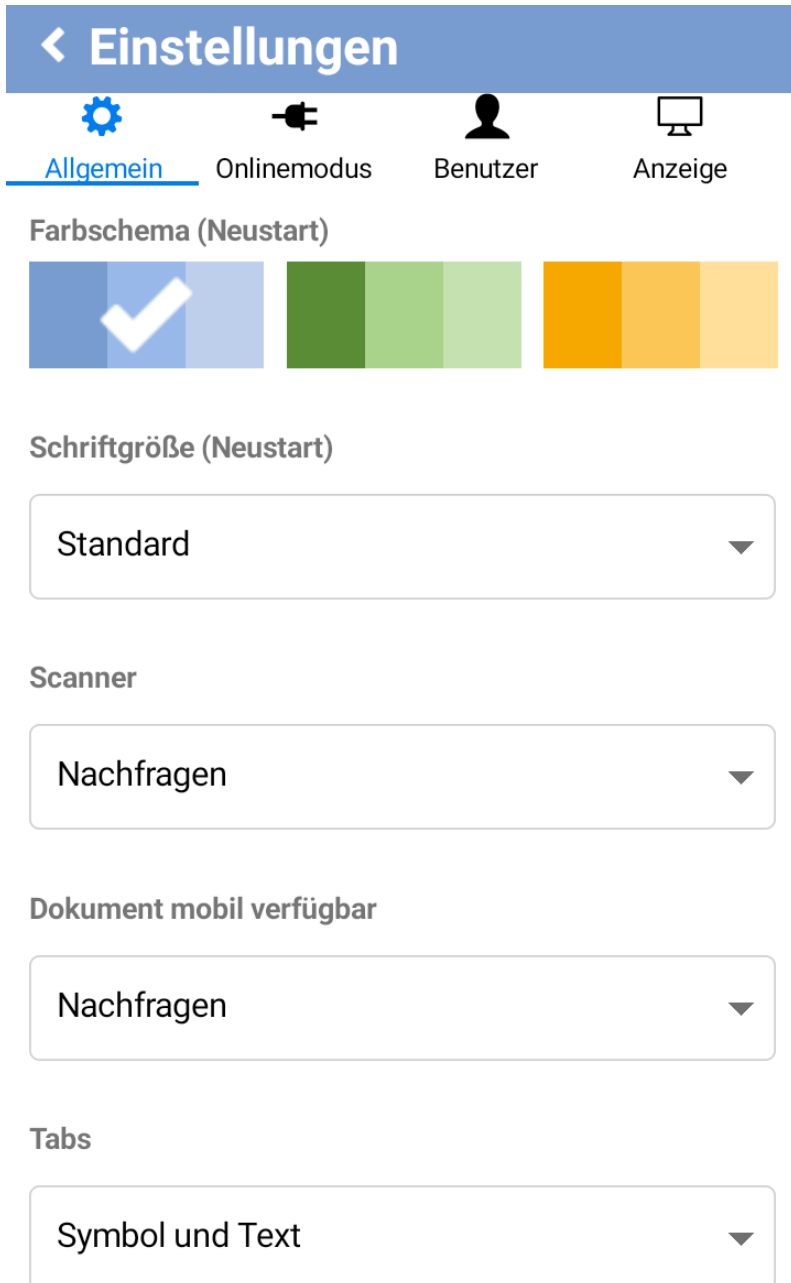 Einstellungen
Allgemein Onlinemodus Benutzer Anzeige
Farbschema (Neustart)
Schriftgröße (Neustart)
Standard
Scanner
Nachfragen
Dokument mobil verfügbar
Nachfragen
Tabs
Symbol und Text